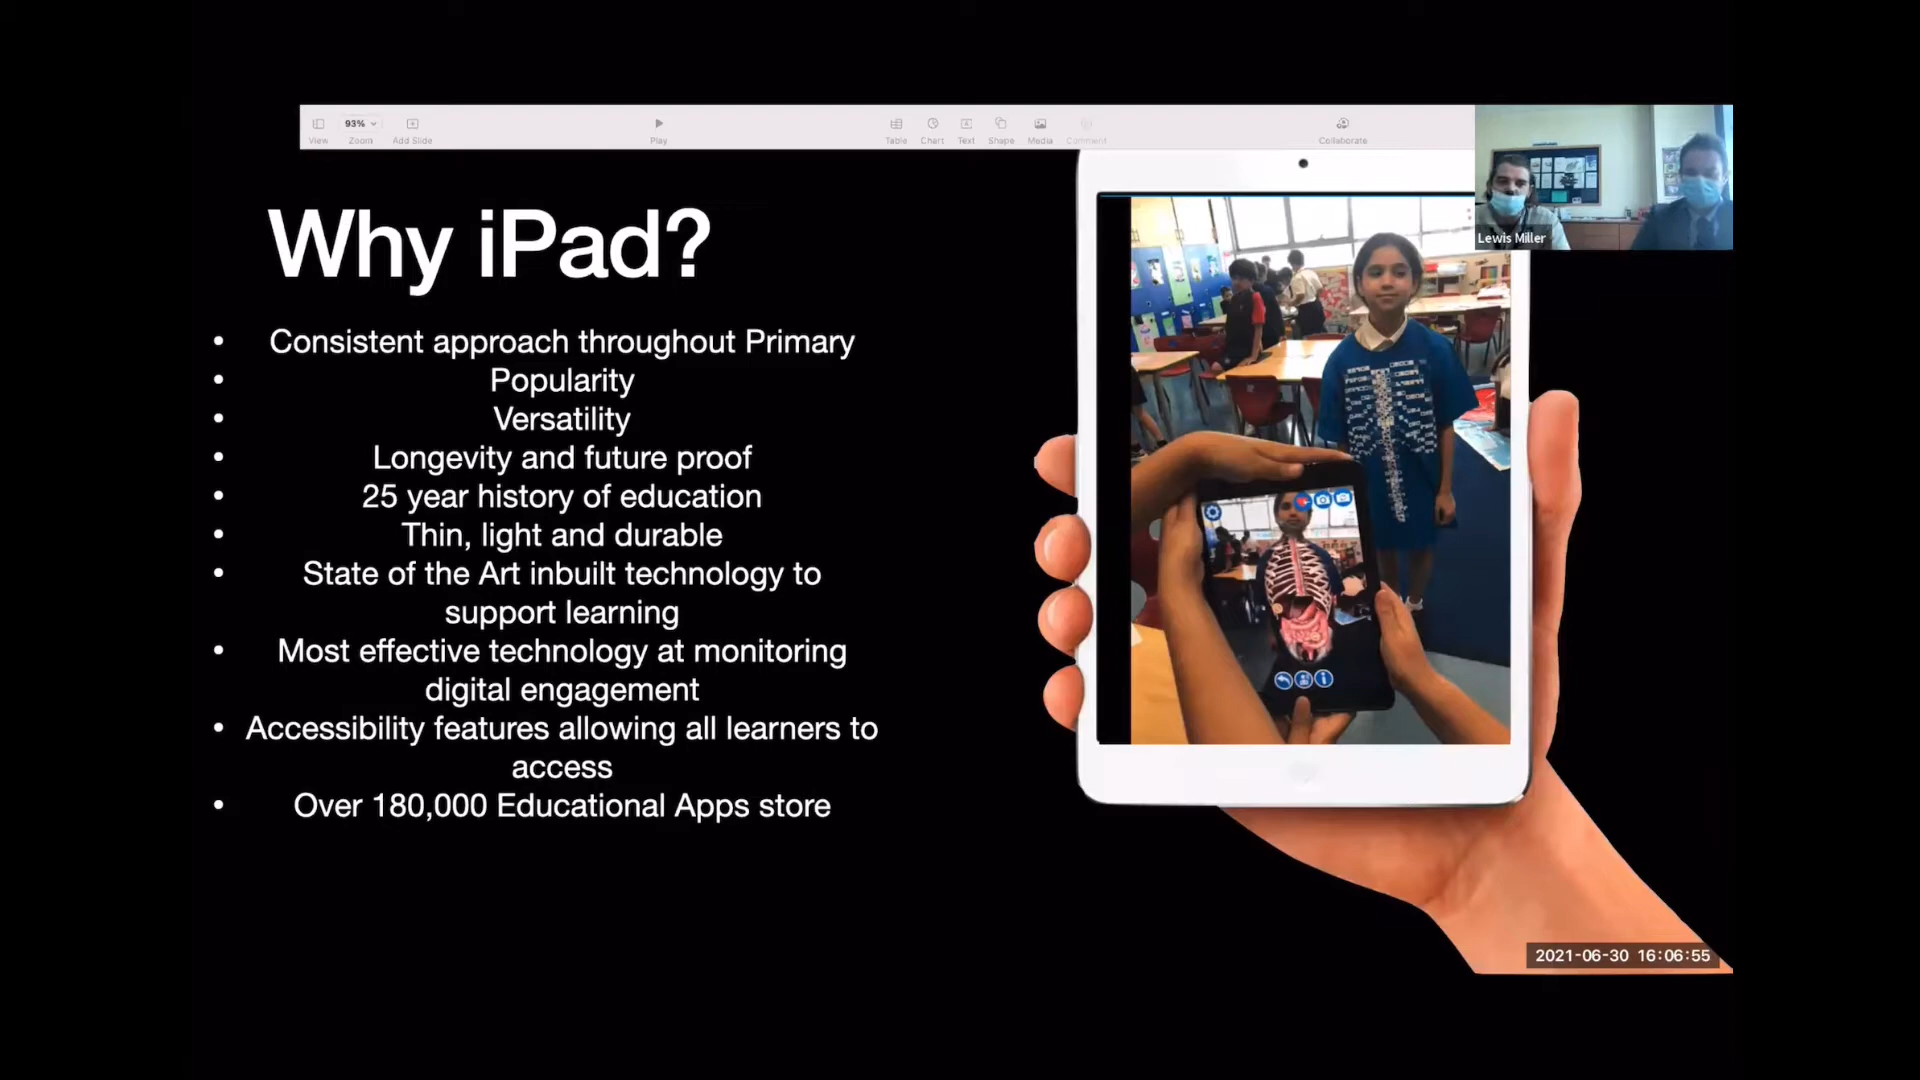 93%
View
Zoom
Add Slide
Play
Table
Chart
Text
Shape
Media
Comment
Collaborate
Lewis Miller
Why iPad?
• Consistent approach throughout Primary
• Popularity
• Versatility
• Longevity and future proof
• 25 year history of education
• Thin, light and durable
• State of the Art inbuilt technology to
support learning
• Most effective technology at monitoring
digital engagement
• Accessibility features allowing all learners to
access
• Over 180,000 Educational Apps store
2021-06-30 16:06:55